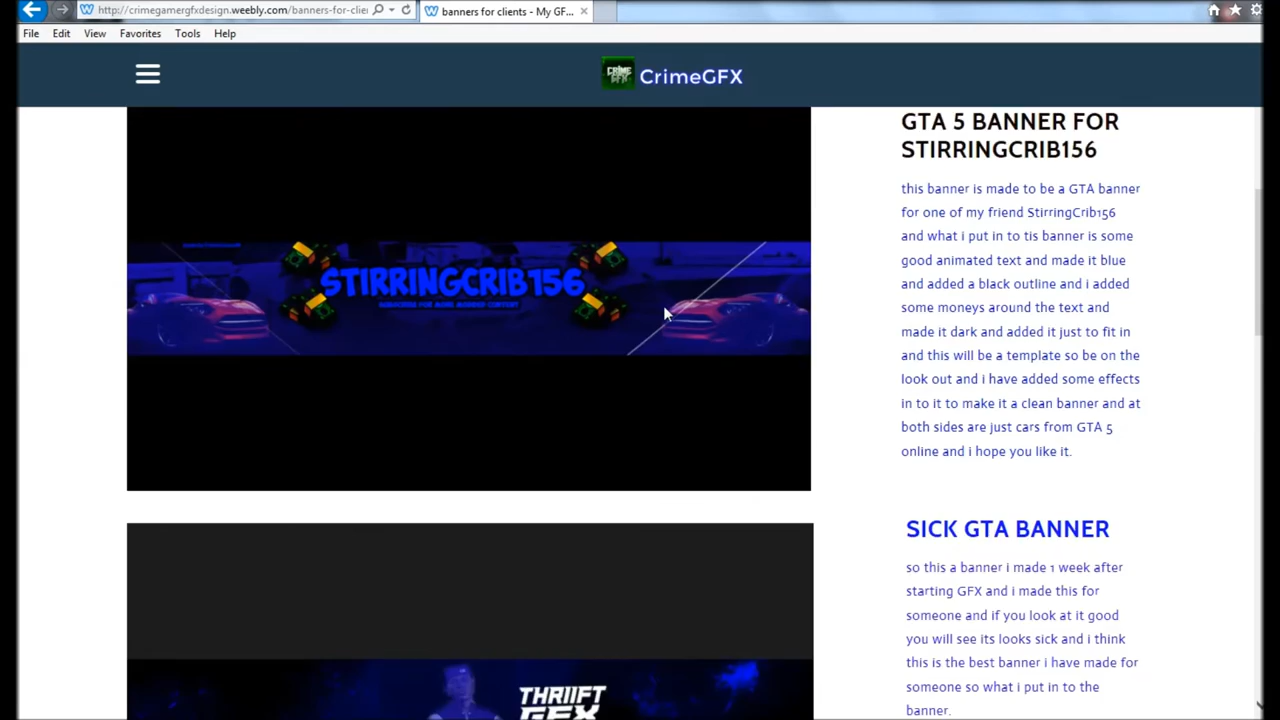 http://crimegamergfxdesign.weebly.com/banners-for-clie
banners for clients - My GF...
File Edit View Favorites Tools Help
CRIME
GFX
CrimeGFX
STIRRINGCRIB156
GTA 5 BANNER FOR
STIRRINGCRIB156
this banner is made to be a GTA banner
for one of my friend StirringCrib156
and what i put in to tis banner is some
good animated text and made it blue
and added a black outline and i added
some moneys around the text and
made it dark and added it just to fit in
and this will be a template so be on the
look out and i have added some effects
in to it to make it a clean banner and at
both sides are just cars from GTA 5
online and i hope you like it.
THRIIFT
GFX
SICK GTA BANNER
so this a banner i made 1 week after
starting GFX and i made this for
someone and if you look at it good
you will see its looks sick and i think
this is the best banner i have made for
someone so what i put in to the
banner.